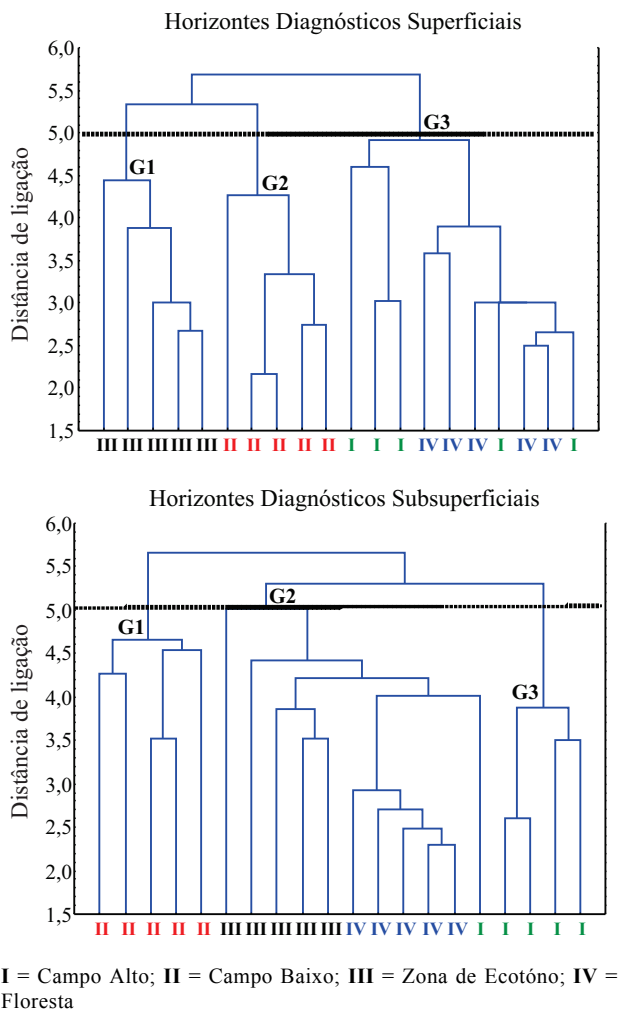 Horizontes Diagnósticos Superficiais
Distância de ligação
6,0
5,5
5,0
4,5
4,0
3,5
3,0
2,5
2,0
1,5
G1
G2
G3
III III III III III II II II II II I I I IV IV IV I IV IV I
Horizontes Diagnósticos Subsuperficiais
Distância de ligação
6,0
5,5
5,0
4,5
4,0
3,5
3,0
2,5
2,0
1,5
G1
G2
G3
II II II II II III III III III III IV IV IV IV IV I I I I I
I = Campo Alto; II = Campo Baixo; III = Zona de Ecotóno; IV =
Floresta